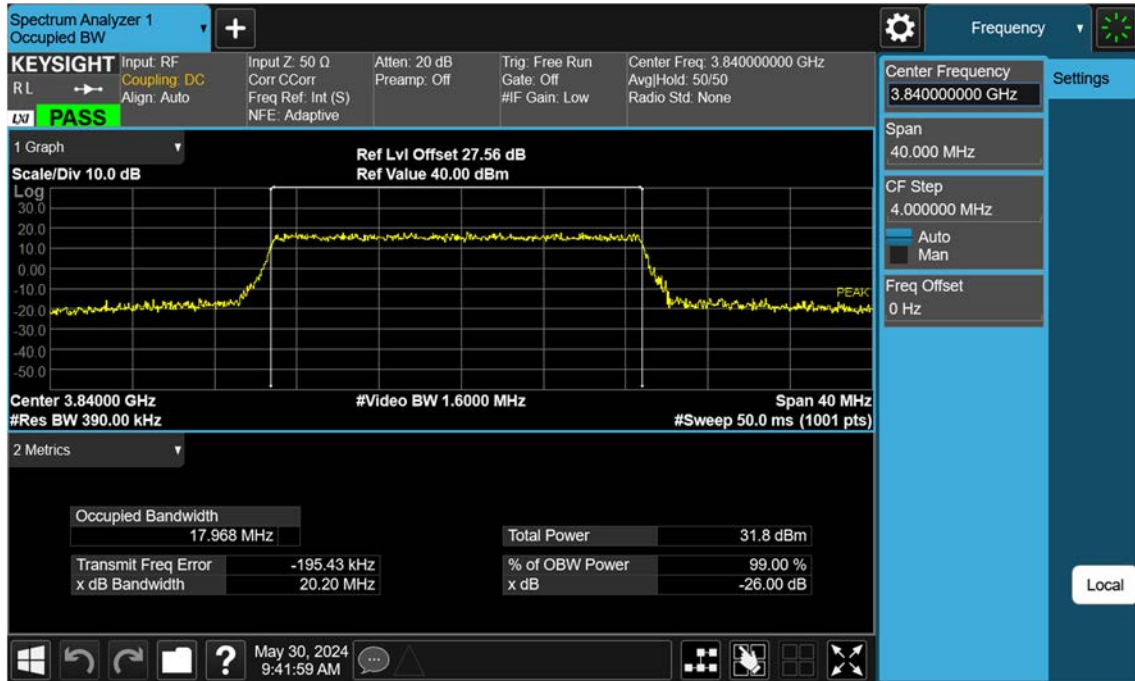 Spectrum Analyzer 1
Occupied BW
Frequency
KEYSIGHT
R L
LXI PASS
Input: RF
Coupling: DC
Align: Auto
Input Z: 50 Ω
Corr CCorr
Freq Ref: Int (S)
NFE: Adaptive
Atten: 20 dB
Preamp: Off
Trig: Free Run
Gate: Off
#IF Gain: Low
Center Freq: 3.840000000 GHz
Avg|Hold: 50/50
Radio Std: None
Center Frequency
3.840000000 GHz
Settings
Span
40.000 MHz
CF Step
4.000000 MHz
Auto
Man
Freq Offset
0 Hz
Local
1 Graph
Scale/Div 10.0 dB
Ref Lvl Offset 27.56 dB
Ref Value 40.00 dBm
Log
30.0
20.0
10.0
0.00
-10.0
-20.0
-30.0
-40.0
-50.0
PEAK
Center 3.84000 GHz
#Video BW 1.6000 MHz
Span 40 MHz
#Res BW 390.00 kHz
#Sweep 50.0 ms (1001 pts)
2 Metrics
Occupied Bandwidth
17.968 MHz
Total Power 31.8 dBm
Transmit Freq Error -195.43 kHz
% of OBW Power 99.00 %
x dB Bandwidth 20.20 MHz
x dB -26.00 dB
?
May 30, 2024
9:41:59 AM